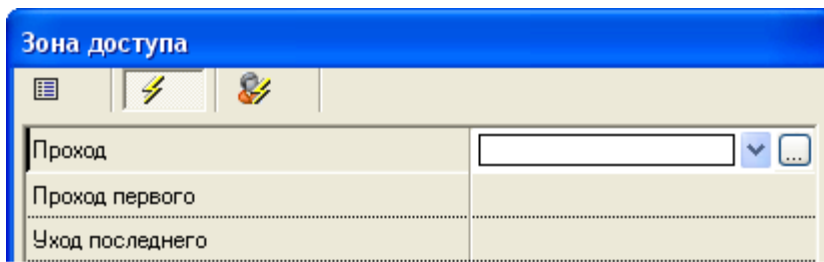 Зона доступа
Проход
...
Проход первого
Уход последнего